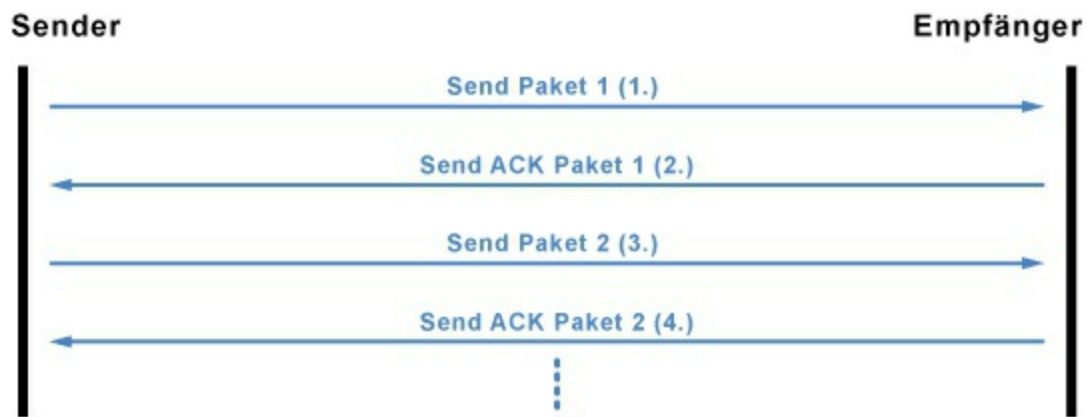 Sender
Empfänger
Send Paket 1 (1.)
Send ACK Paket 1 (2.)
Send Paket 2 (3.)
Send ACK Paket 2 (4.)